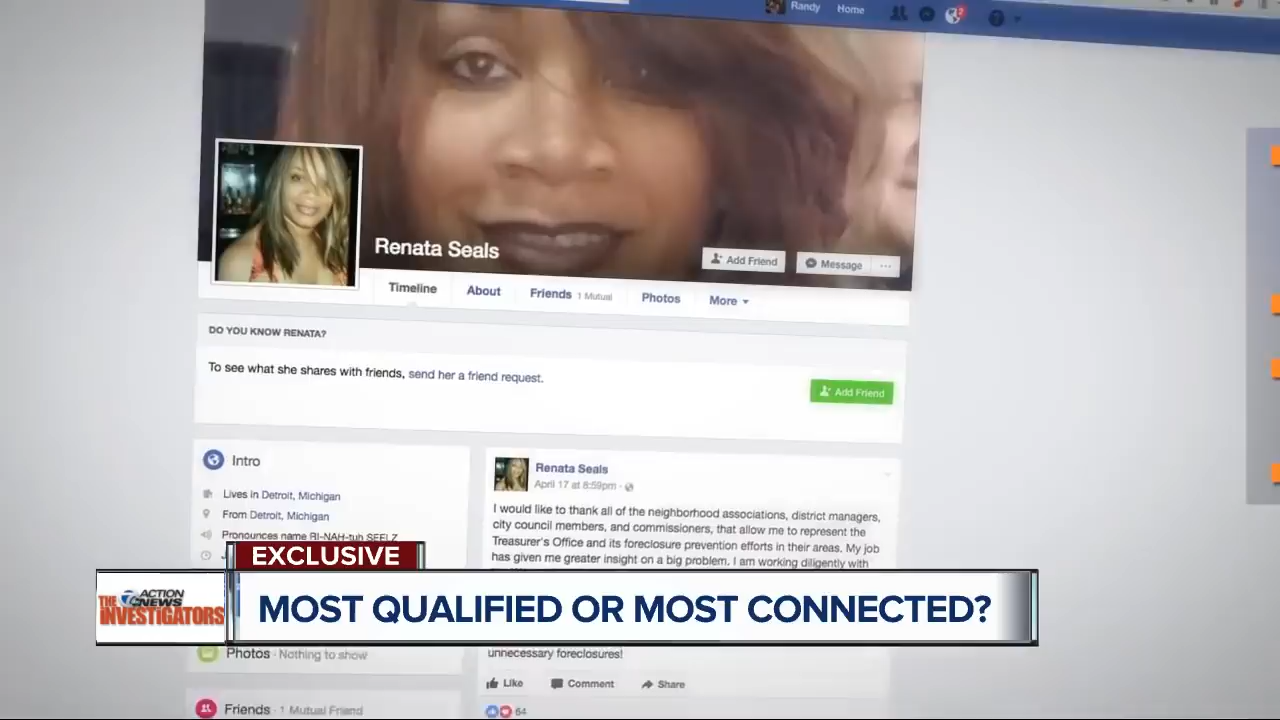 Randy Home 2
Renata Seals
Add Friend Message ...
Timeline About Friends 1 Mutual Photos More
DO YOU KNOW RENATA?
To see what she shares with friends, send her a friend request.
Add Friend
Intro
Lives in Detroit, Michigan
From Detroit, Michigan
Pronounces name RI-NAH-tuh SEELZ
Photos · Nothing to show
Friends · 1 Mutual Friend
Renata Seals
April 17 at 8:59pm ·
I would like to thank all of the neighborhood associations, district managers,
city council members, and commissioners, that allow me to represent the
Treasurer's Office and its foreclosure prevention efforts in their areas. My job
has given me greater insight on a big problem. I am working diligently with
unnecessary foreclosures!
Like Comment Share
64
EXCLUSIVE
THE 7 ACTION NEWS INVESTIGATORS
MOST QUALIFIED OR MOST CONNECTED?